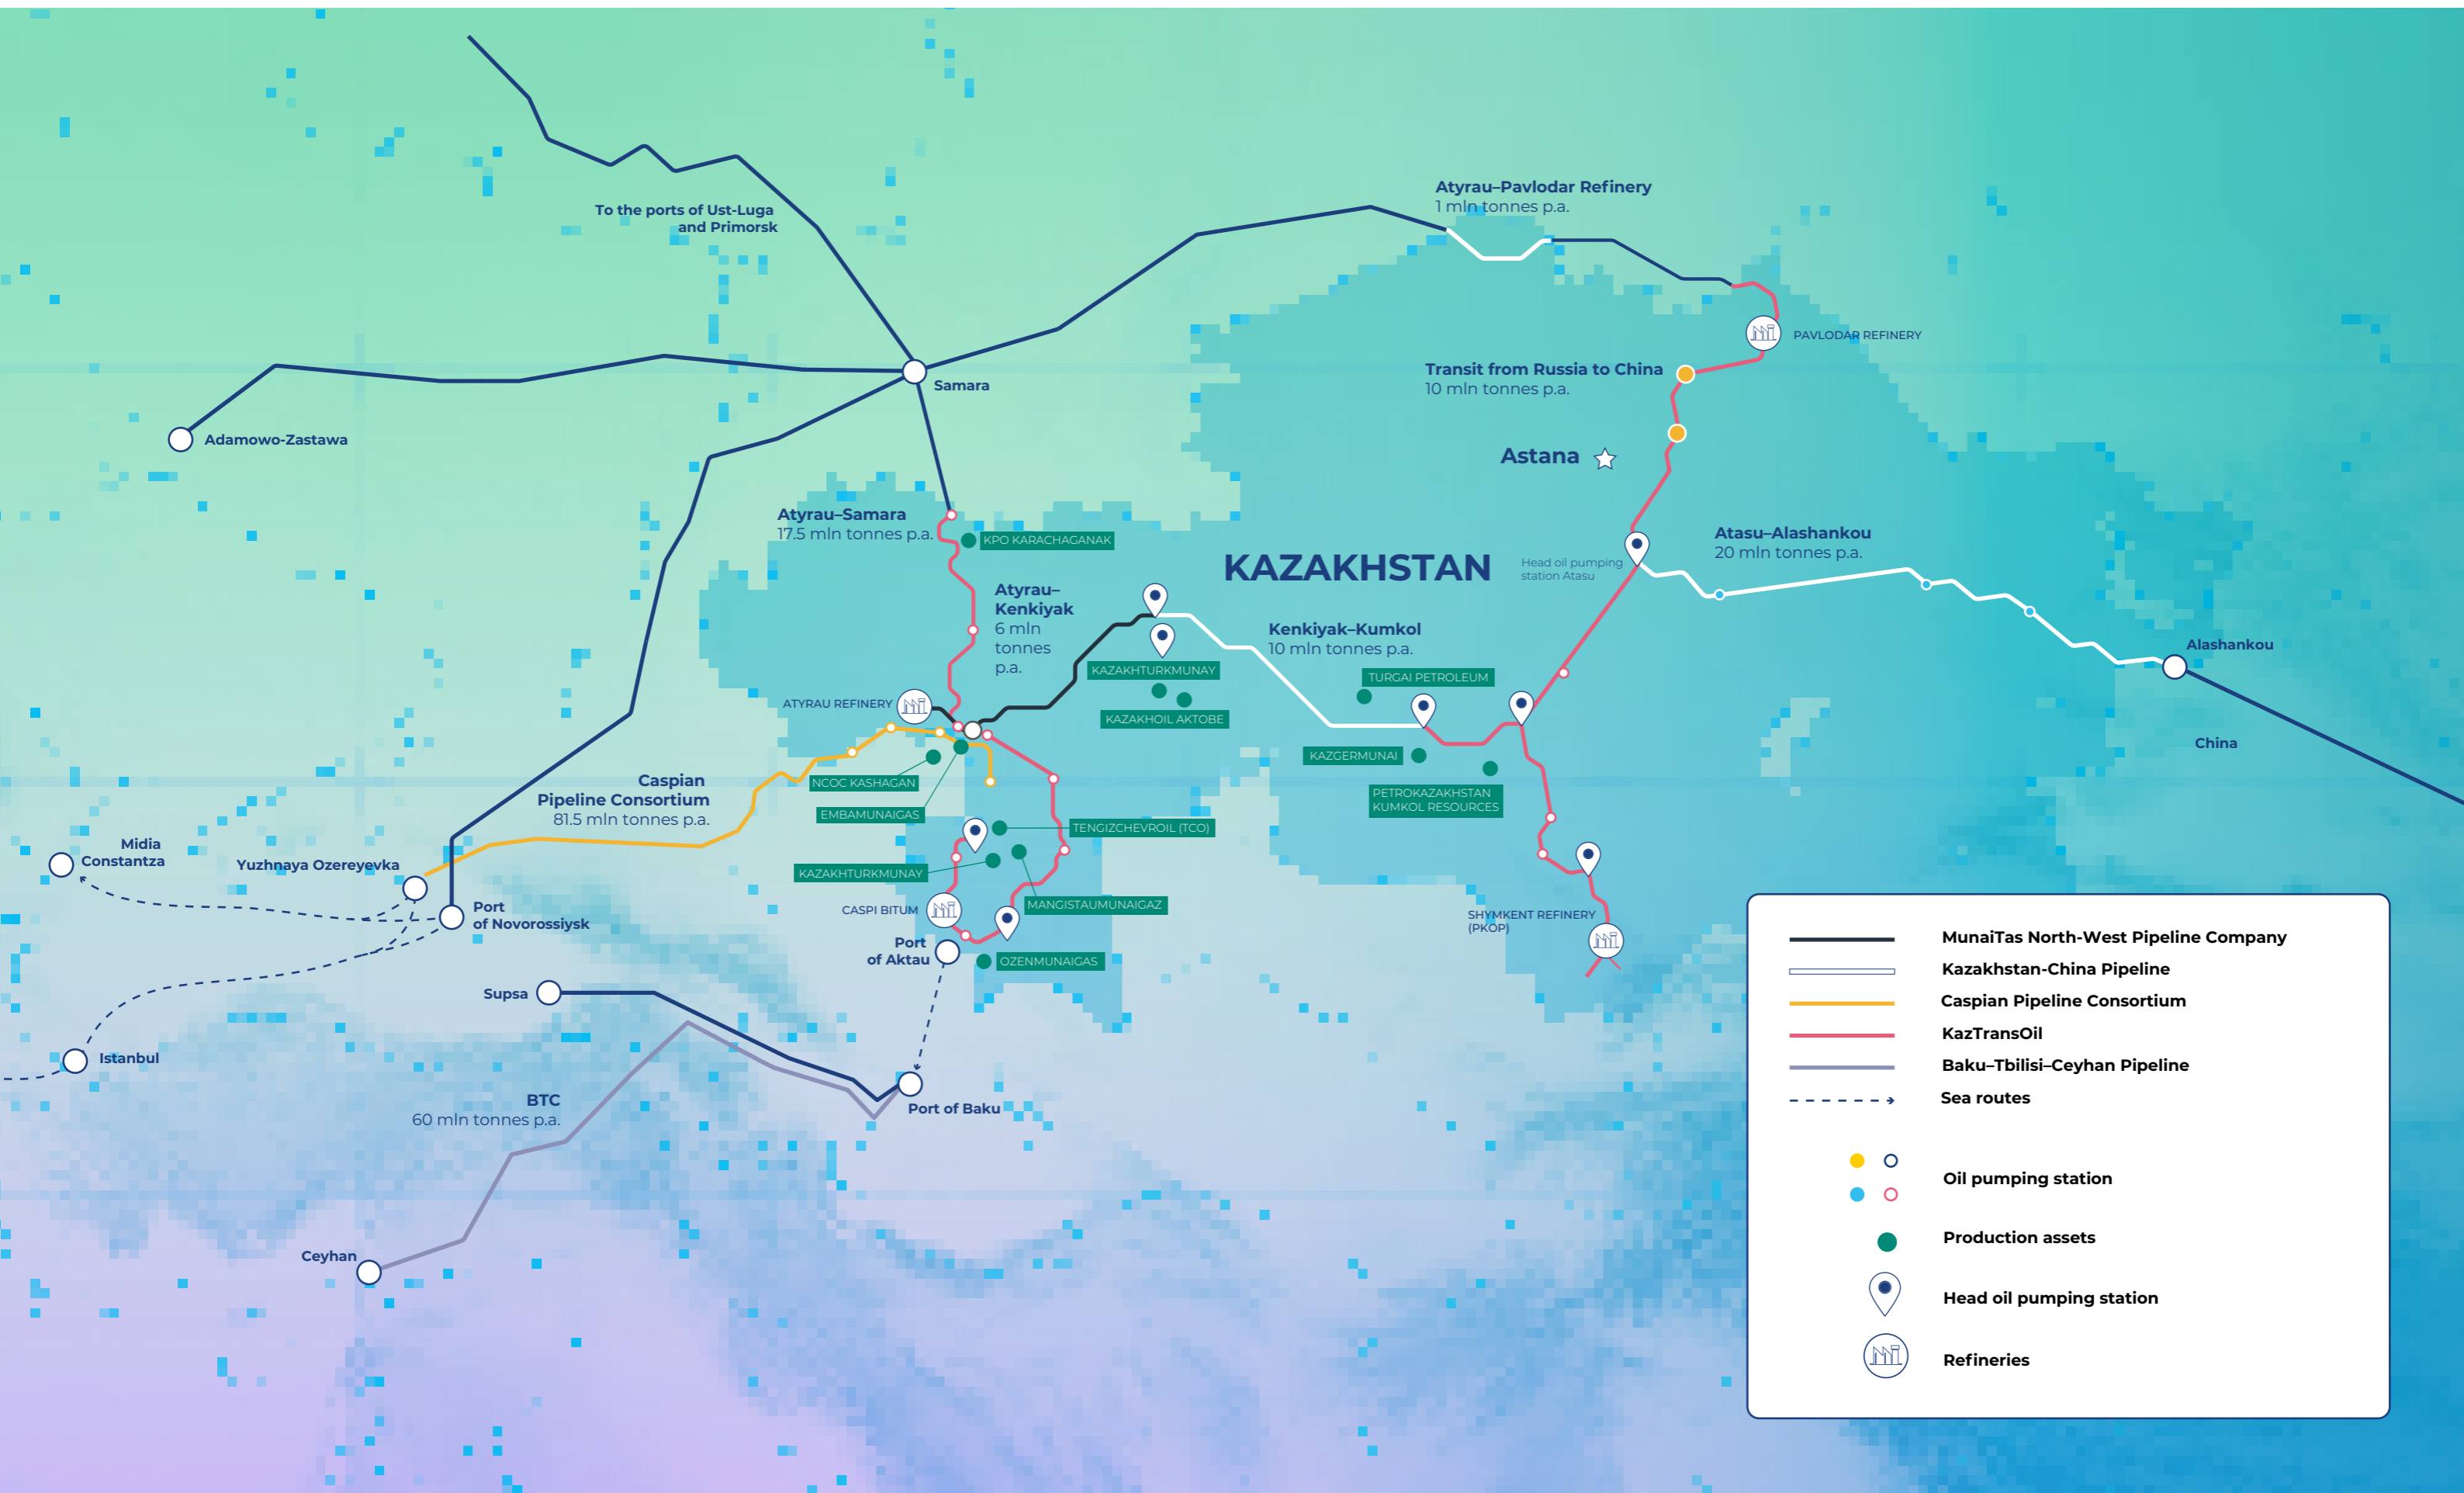 To the ports of Ust-Luga
and Primorsk
Atyrau–Pavlodar Refinery
1 mln tonnes p.a.
PAVLODAR REFINERY
Transit from Russia to China
10 mln tonnes p.a.
Samara
Adamowo-Zastawa
Astana
Atyrau–Samara
17.5 mln tonnes p.a.
KPO KARACHAGANAK
KAZAKHSTAN
Head oil pumping
station Atasu
Atasu–Alashankou
20 mln tonnes p.a.
Atyrau–
Kenkiyak
6 mln
tonnes
p.a.
Kenkiyak–Kumkol
10 mln tonnes p.a.
Alashankou
China
KAZAKHTURKMUNAY
KAZAKHOIL AKTOBE
TURGAI PETROLEUM
KAZGERMUNAI
PETROKAZAKHSTAN
KUMKOL RESOURCES
ATYRAU REFINERY
NCOC KASHAGAN
EMBAMUNAIGAS
Caspian
Pipeline Consortium
81.5 mln tonnes p.a.
TENGIZCHEVROIL (TCO)
KAZAKHTURKMUNAY
MANGISTAUMUNAIGAZ
CASPI BITUM
Port
of Aktau
OZENMUNAIGAS
SHYMKENT REFINERY
(PKOP)
Midia
Constantza
Yuzhnaya Ozereyevka
Port
of Novorossiysk
Supsa
Istanbul
BTC
60 mln tonnes p.a.
Port of Baku
Ceyhan
MunaiTas North-West Pipeline Company
Kazakhstan-China Pipeline
Caspian Pipeline Consortium
KazTransOil
Baku–Tbilisi–Ceyhan Pipeline
Sea routes
Oil pumping station
Production assets
Head oil pumping station
Refineries